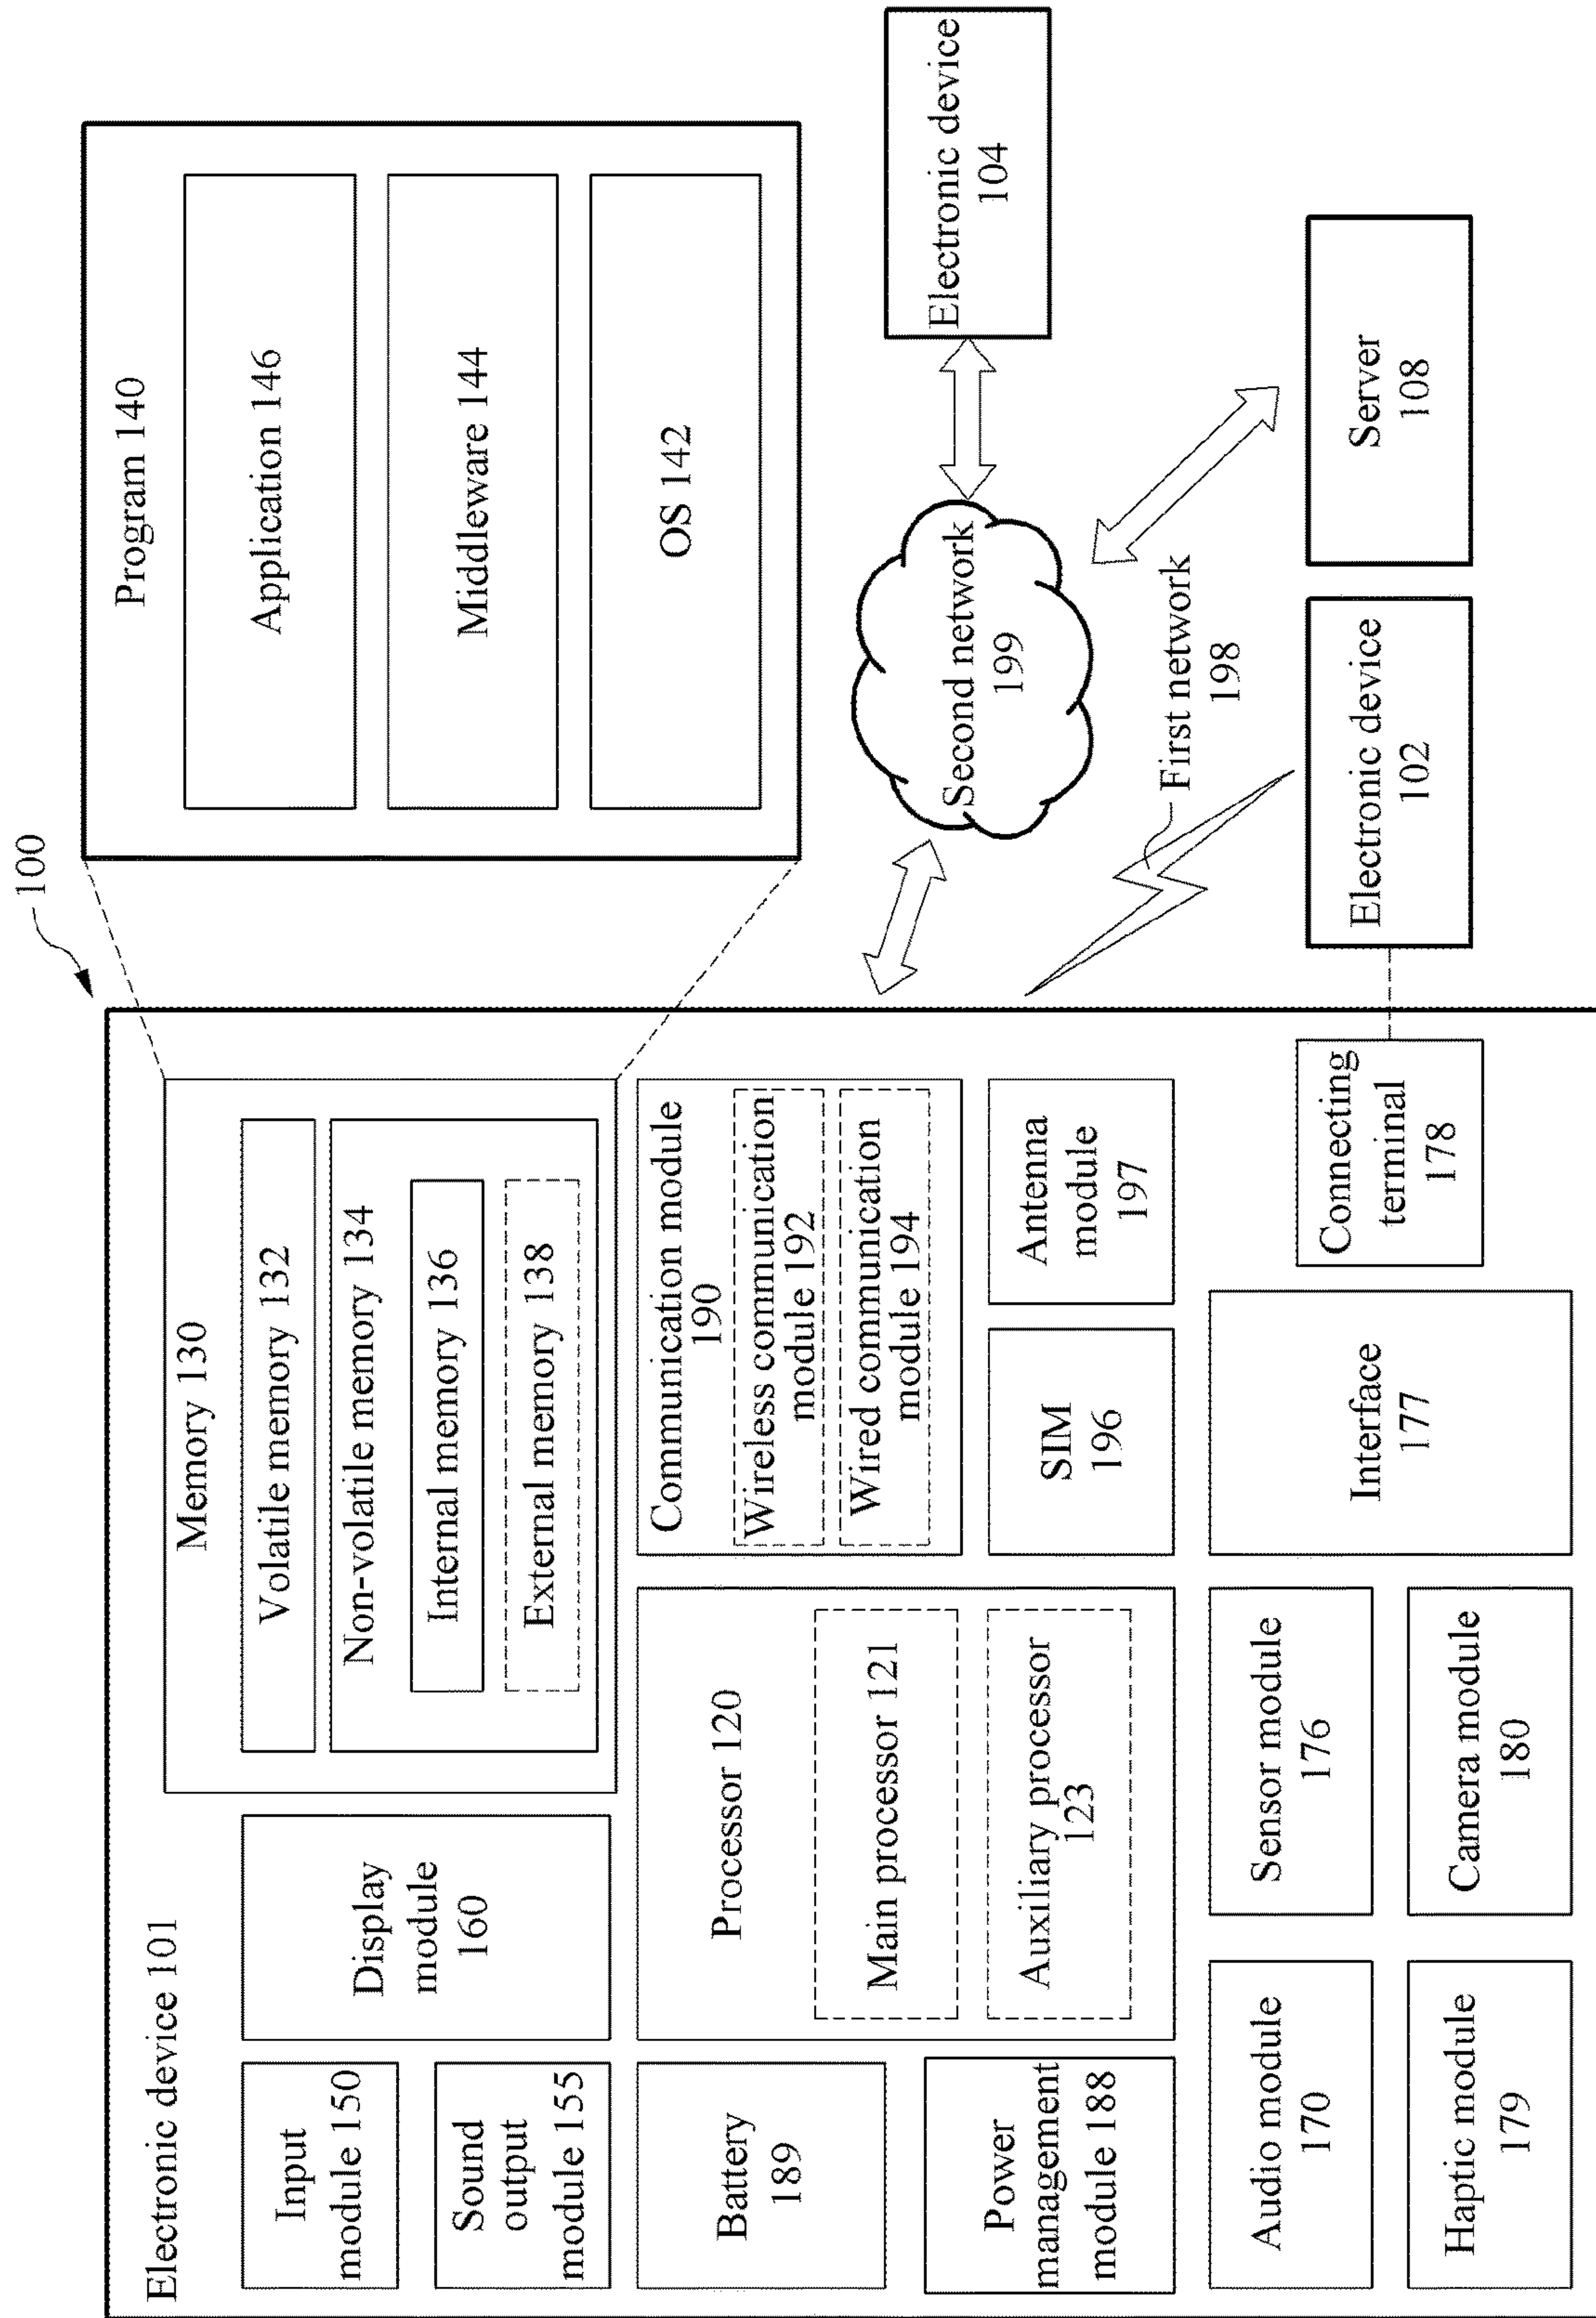 100
Electronic device 101
Input
module 150
Sound
output
module 155
Display
module
160
Memory 130
Volatile memory 132
Non-volatile memory 134
Internal memory 136
External memory 138
Program 140
Application 146
Middleware 144
OS 142
Battery
189
Power
management
module 188
Processor 120
Main processor 121
Auxiliary processor
123
Communication module
190
Wireless communication
module 192
Wired communication
module 194
SIM
196
Antenna
module
197
Second network
199
Electronic device
104
First network
198
Audio module
170
Sensor module
176
Interface
177
Connecting
terminal
178
Haptic module
179
Camera module
180
Electronic device
102
Server
108